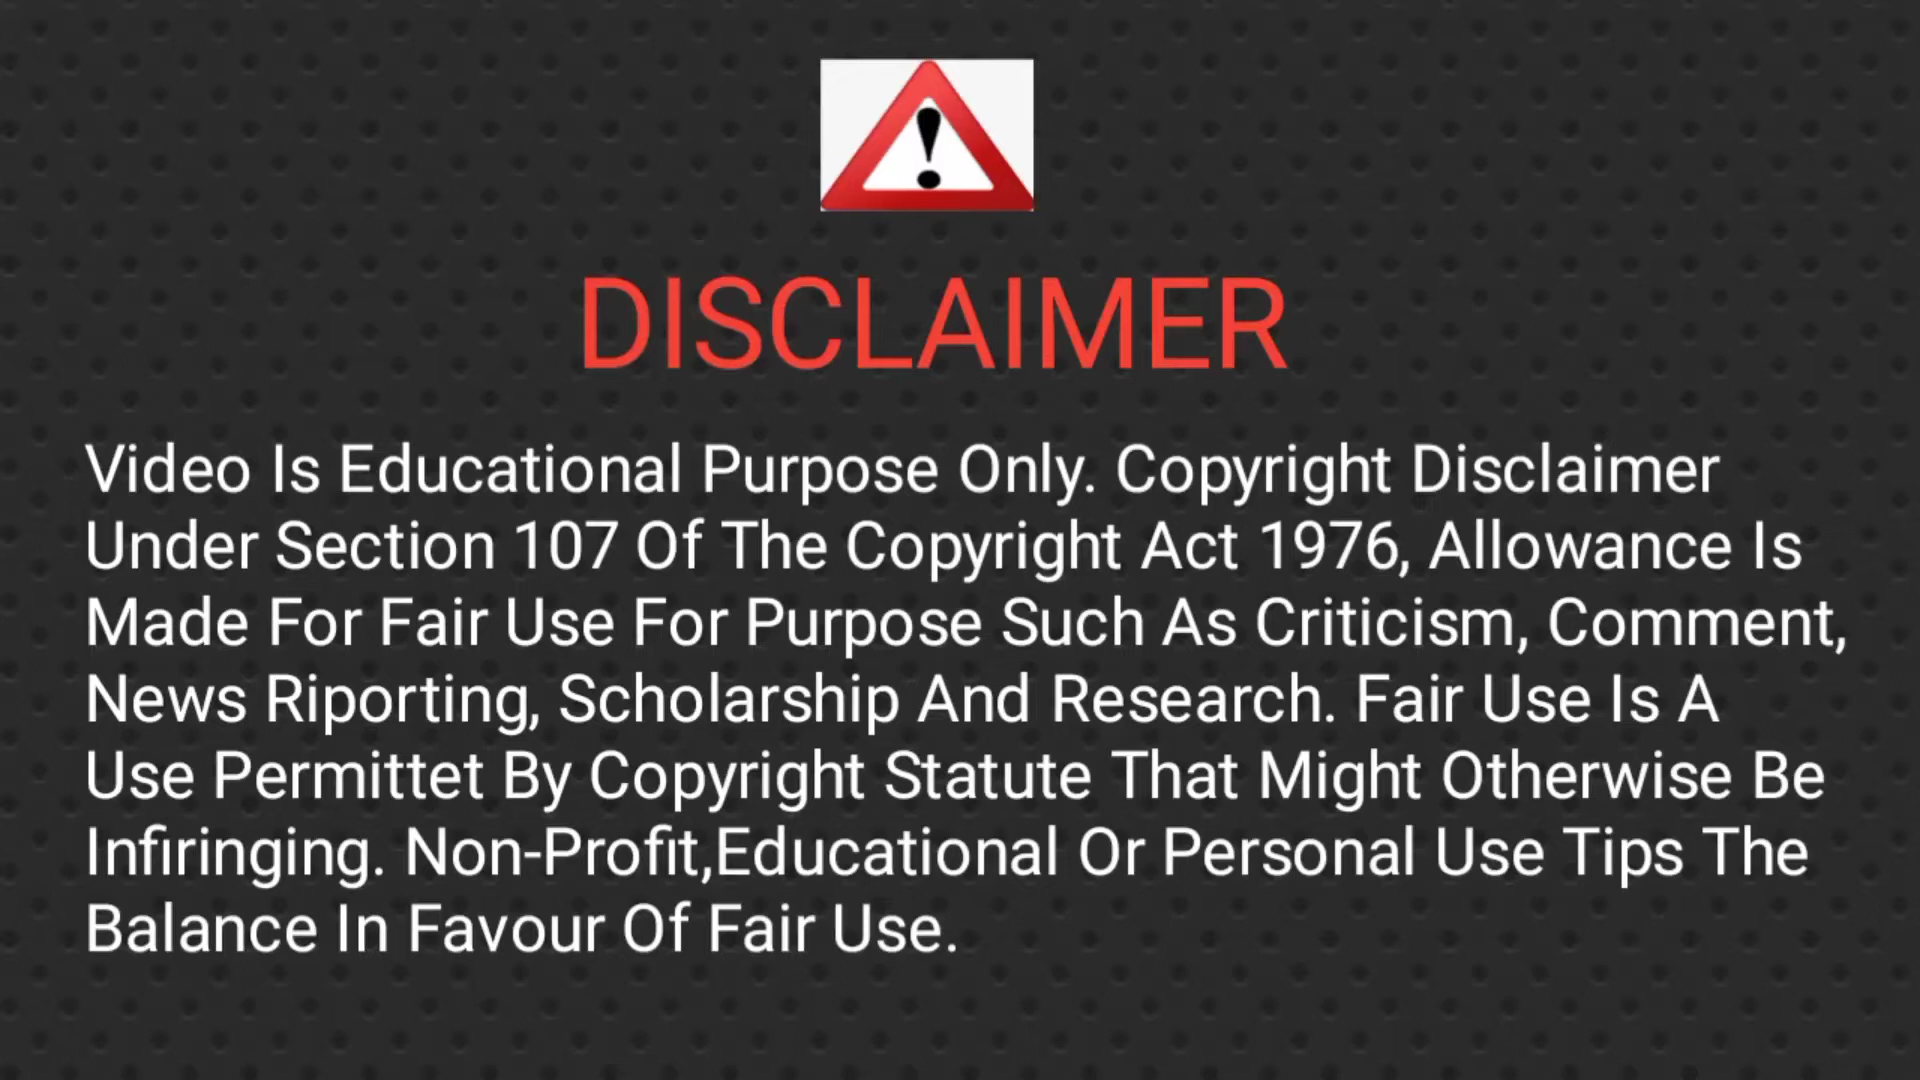 DISCLAIMER
Video Is Educational Purpose Only. Copyright Disclaimer
Under Section 107 Of The Copyright Act 1976, Allowance Is
Made For Fair Use For Purpose Such As Criticism, Comment,
News Riporting, Scholarship And Research. Fair Use Is A
Use Permittet By Copyright Statute That Might Otherwise Be
Infiringing. Non-Profit,Educational Or Personal Use Tips The
Balance In Favour Of Fair Use.